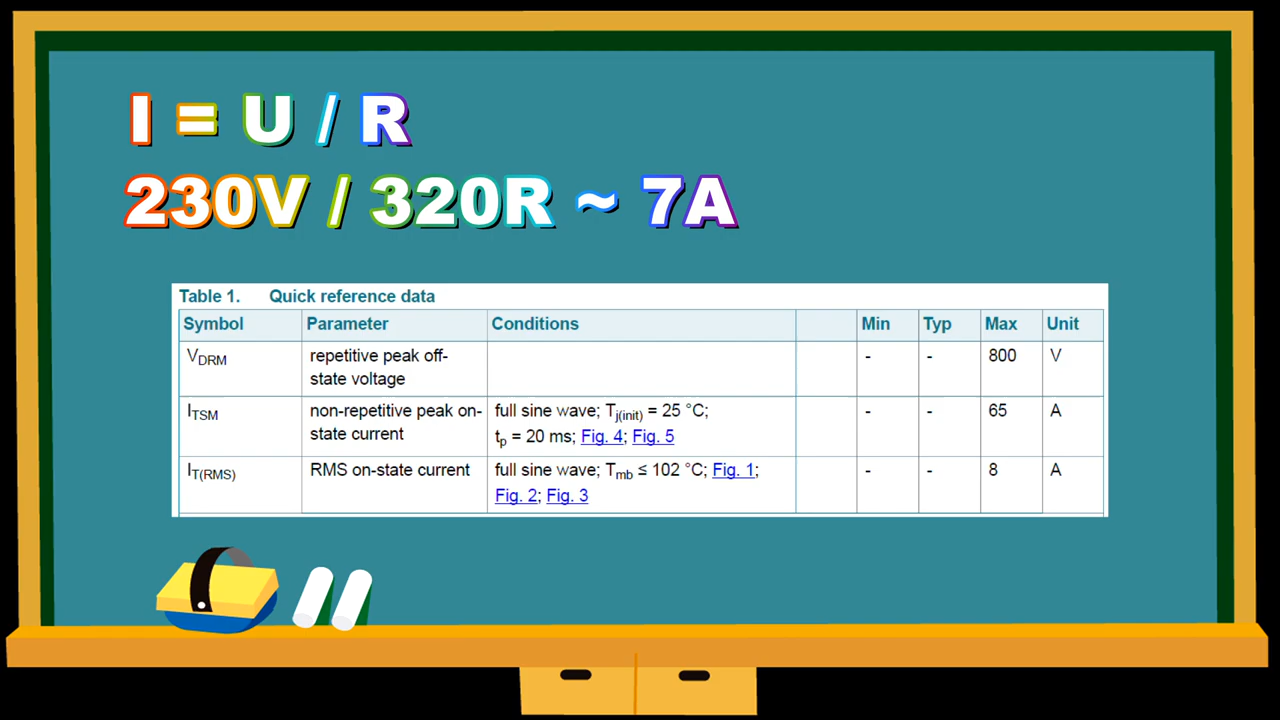 I = U / R
230V / 320R ~ 7A
Table 1. Quick reference data
Symbol Parameter Conditions Min Typ Max Unit
VDRM repetitive peak off-state voltage - - 800 V
ITSM non-repetitive peak on-state current full sine wave; Tj(init) = 25 °C; tp = 20 ms; Fig. 4; Fig. 5 - - 65 A
IT(RMS) RMS on-state current full sine wave; Tmb ≤ 102 °C; Fig. 1; Fig. 2; Fig. 3 - - 8 A